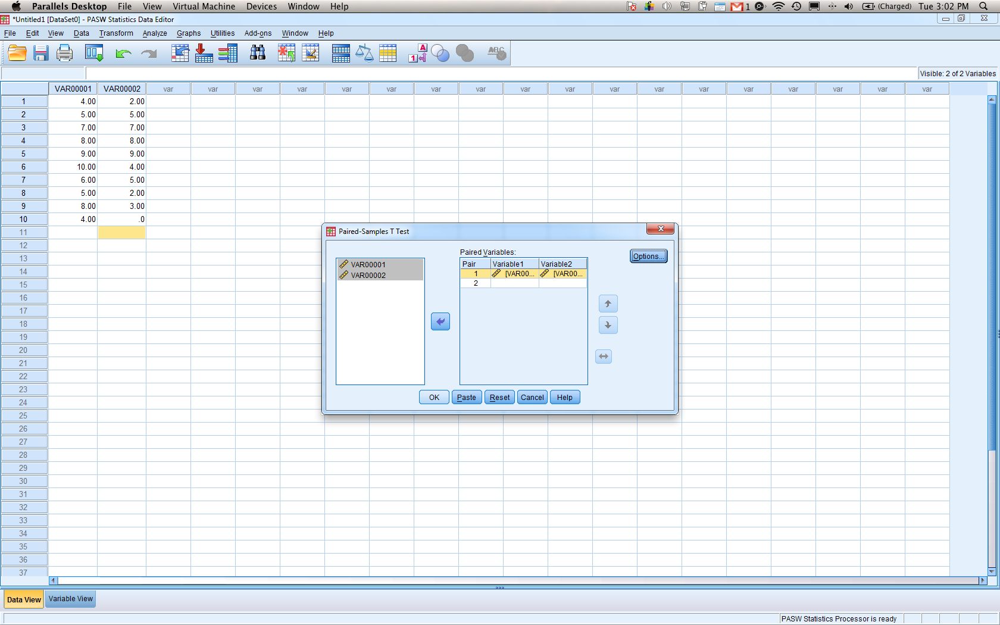 Parallels Desktop File View Virtual Machine Devices Window Help 1 (Charged) Tue 3:02 PM
*Untitled1 [DataSet0] - PASW Statistics Data Editor
File Edit View Data Transform Analyze Graphs Utilities Add-ons Window Help
A
1
ABC
Visible: 2 of 2 Variables
VAR00001 VAR00002 var var var var var var var var var var var var var var var var var var
1 4.00 2.00
2 5.00 5.00
3 7.00 7.00
4 8.00 8.00
5 9.00 9.00
6 10.00 4.00
7 6.00 5.00
8 5.00 2.00
9 8.00 3.00
10 4.00 .0
11
12
13
14
15
16
17
18
19
20
21
22
23
24
25
26
27
28
29
30
31
32
33
34
35
36
37
Paired-Samples T Test
VAR00001
VAR00002
Paired Variables:
Pair Variable1 Variable2
1 [VAR00... [VAR00...
2
Options...
OK Paste Reset Cancel Help
Data View Variable View
PASW Statistics Processor is ready